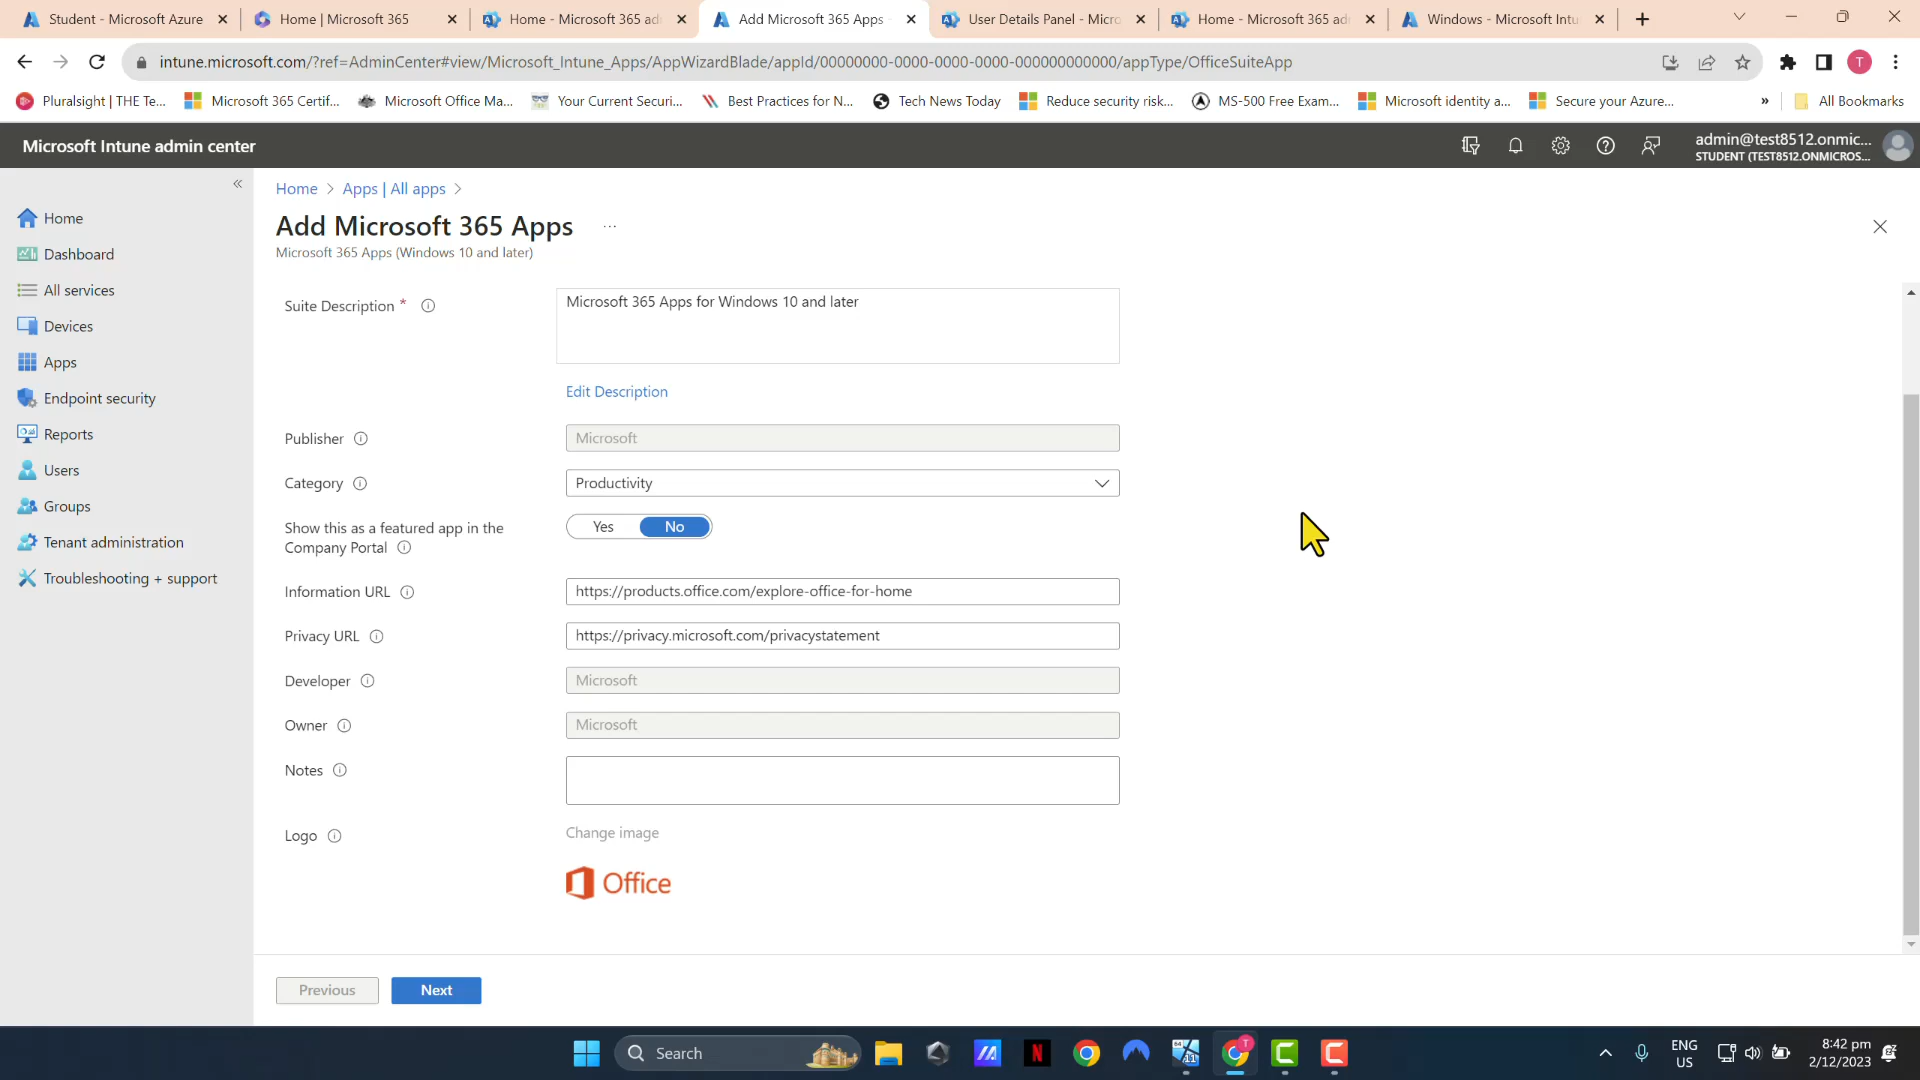 Student - Microsoft Azure
Home | Microsoft 365
Home - Microsoft 365 ad
Add Microsoft 365 Apps
User Details Panel - Micro
Home - Microsoft 365 ad
Windows - Microsoft Intu
intune.microsoft.com/?ref=AdminCenter#view/Microsoft_Intune_Apps/AppWizardBlade/appId/00000000-0000-0000-0000-000000000000/appType/OfficeSuiteApp
T
Pluralsight | THE Te...
Microsoft 365 Certif...
Microsoft Office Ma...
Your Current Securi...
Best Practices for N...
Tech News Today
Reduce security risk...
MS-500 Free Exam...
Microsoft identity a...
Secure your Azure...
»
All Bookmarks
Microsoft Intune admin center
admin@test8512.onmic...
STUDENT (TEST8512.ONMICROS...
«
Home
Dashboard
All services
Devices
Apps
Endpoint security
Reports
Users
Groups
Tenant administration
Troubleshooting + support
Home > Apps | All apps >
Add Microsoft 365 Apps ...
Microsoft 365 Apps (Windows 10 and later)
Suite Description *
Microsoft 365 Apps for Windows 10 and later
Edit Description
Publisher
Microsoft
Category
Productivity
Show this as a featured app in the
Company Portal
Yes
No
Information URL
https://products.office.com/explore-office-for-home
Privacy URL
https://privacy.microsoft.com/privacystatement
Developer
Microsoft
Owner
Microsoft
Notes
Logo
Change image
Office
Previous
Next
Search
ENG
US
8:42 pm
2/12/2023